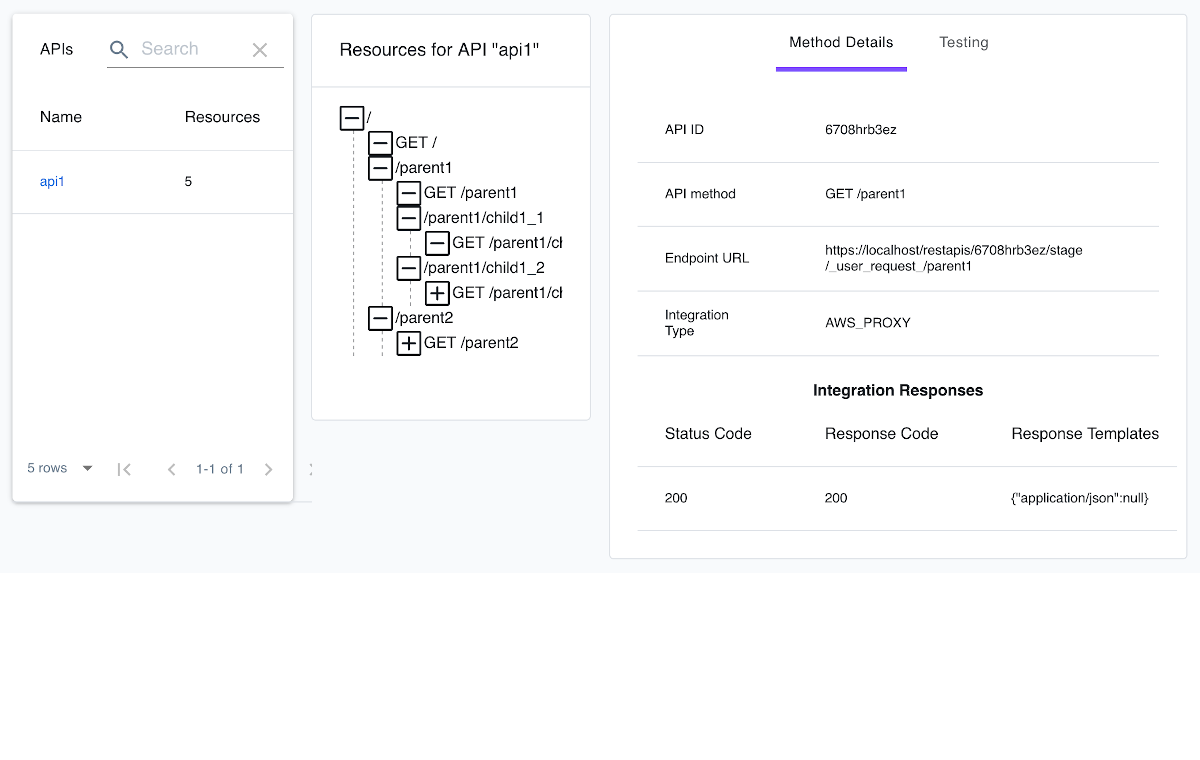 APIs
Search
Name Resources
api1 5
5 rows 1-1 of 1
Resources for API "api1"
/
GET /
/parent1
GET /parent1
/parent1/child1_1
GET /parent1/
/parent1/child1_2
GET /parent1/
/parent2
GET /parent2
Method Details Testing
API ID 6708hrb3ez
API method GET /parent1
Endpoint URL https://localhost/restapis/6708hrb3ez/stage
/_user_request_/parent1
Integration
Type AWS_PROXY
Integration Responses
Status Code Response Code Response Templates
200 200 {"application/json":null}